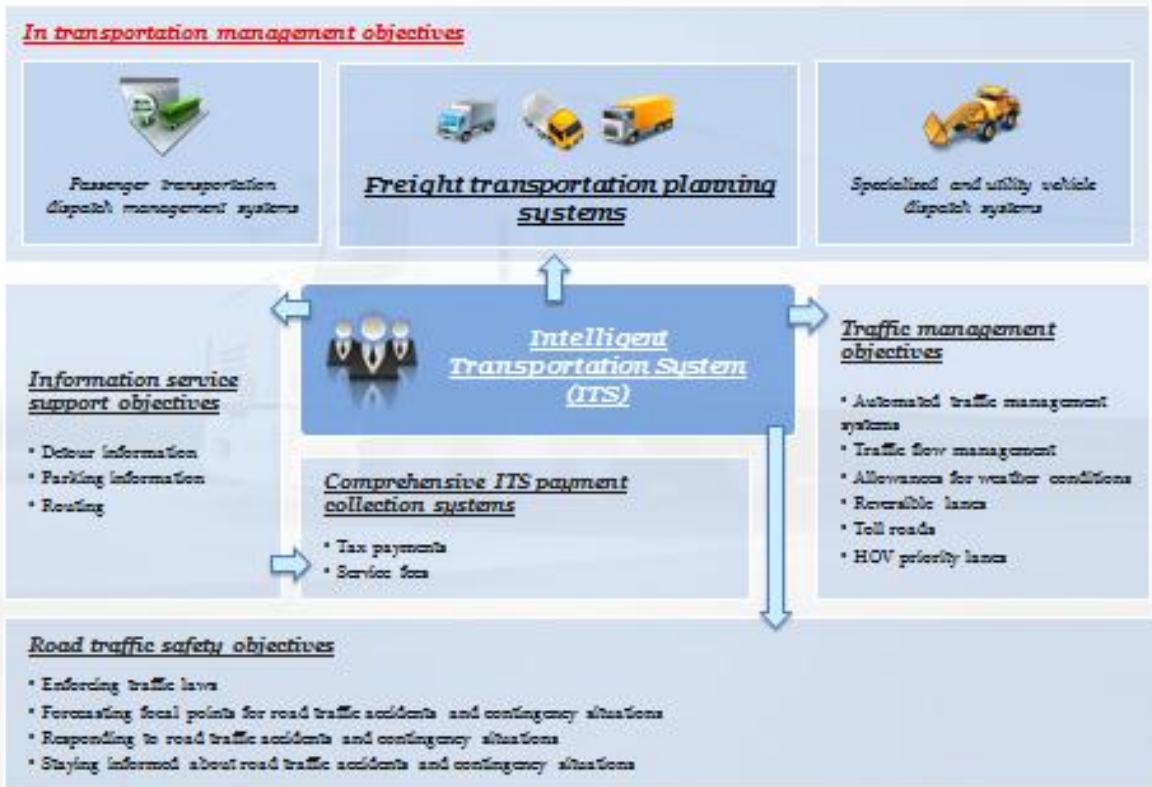 In transportation management objectives
Passenger transportation
dispatch management systems
Freight transportation planning
systems
Specialized and utility vehicle
dispatch systems
Intelligent
Transportation System
(ITS)
Information service
support objectives
• Detour information
• Parking information
• Routing
Comprehensive ITS payment
collection systems
• Tax payments
• Service fees
Traffic management
objectives
• Automated traffic management
systems
• Traffic flow management
• Allowances for weather conditions
• Reversible lanes
• Toll roads
• HOV priority lanes
Road traffic safety objectives
• Enforcing traffic laws
• Forecasting focal points for road traffic accidents and contingency situations
• Responding to road traffic accidents and contingency situations
• Staying informed about road traffic accidents and contingency situations